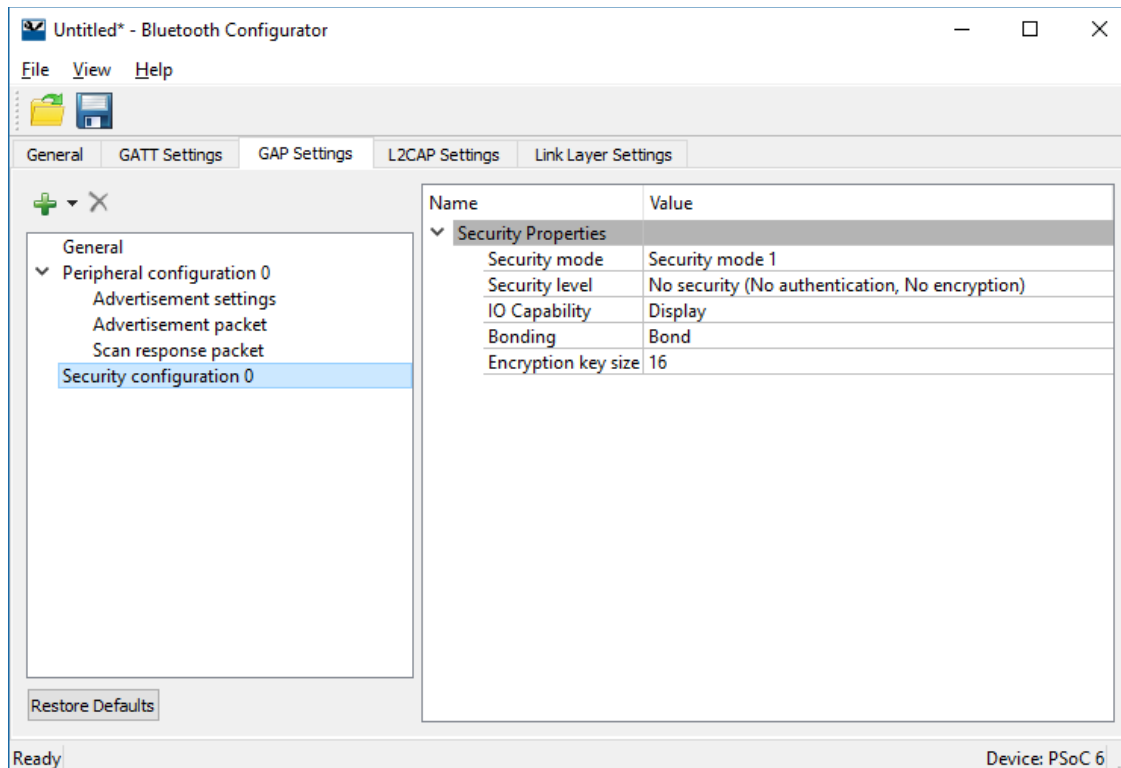 Untitled* - Bluetooth Configurator
File View Help
General GATT Settings GAP Settings L2CAP Settings Link Layer Settings
General
Peripheral configuration 0
Advertisement settings
Advertisement packet
Scan response packet
Security configuration 0
Restore Defaults
Name Value
Security Properties
Security mode Security mode 1
Security level No security (No authentication, No encryption)
IO Capability Display
Bonding Bond
Encryption key size 16
Ready Device: PSoC 6